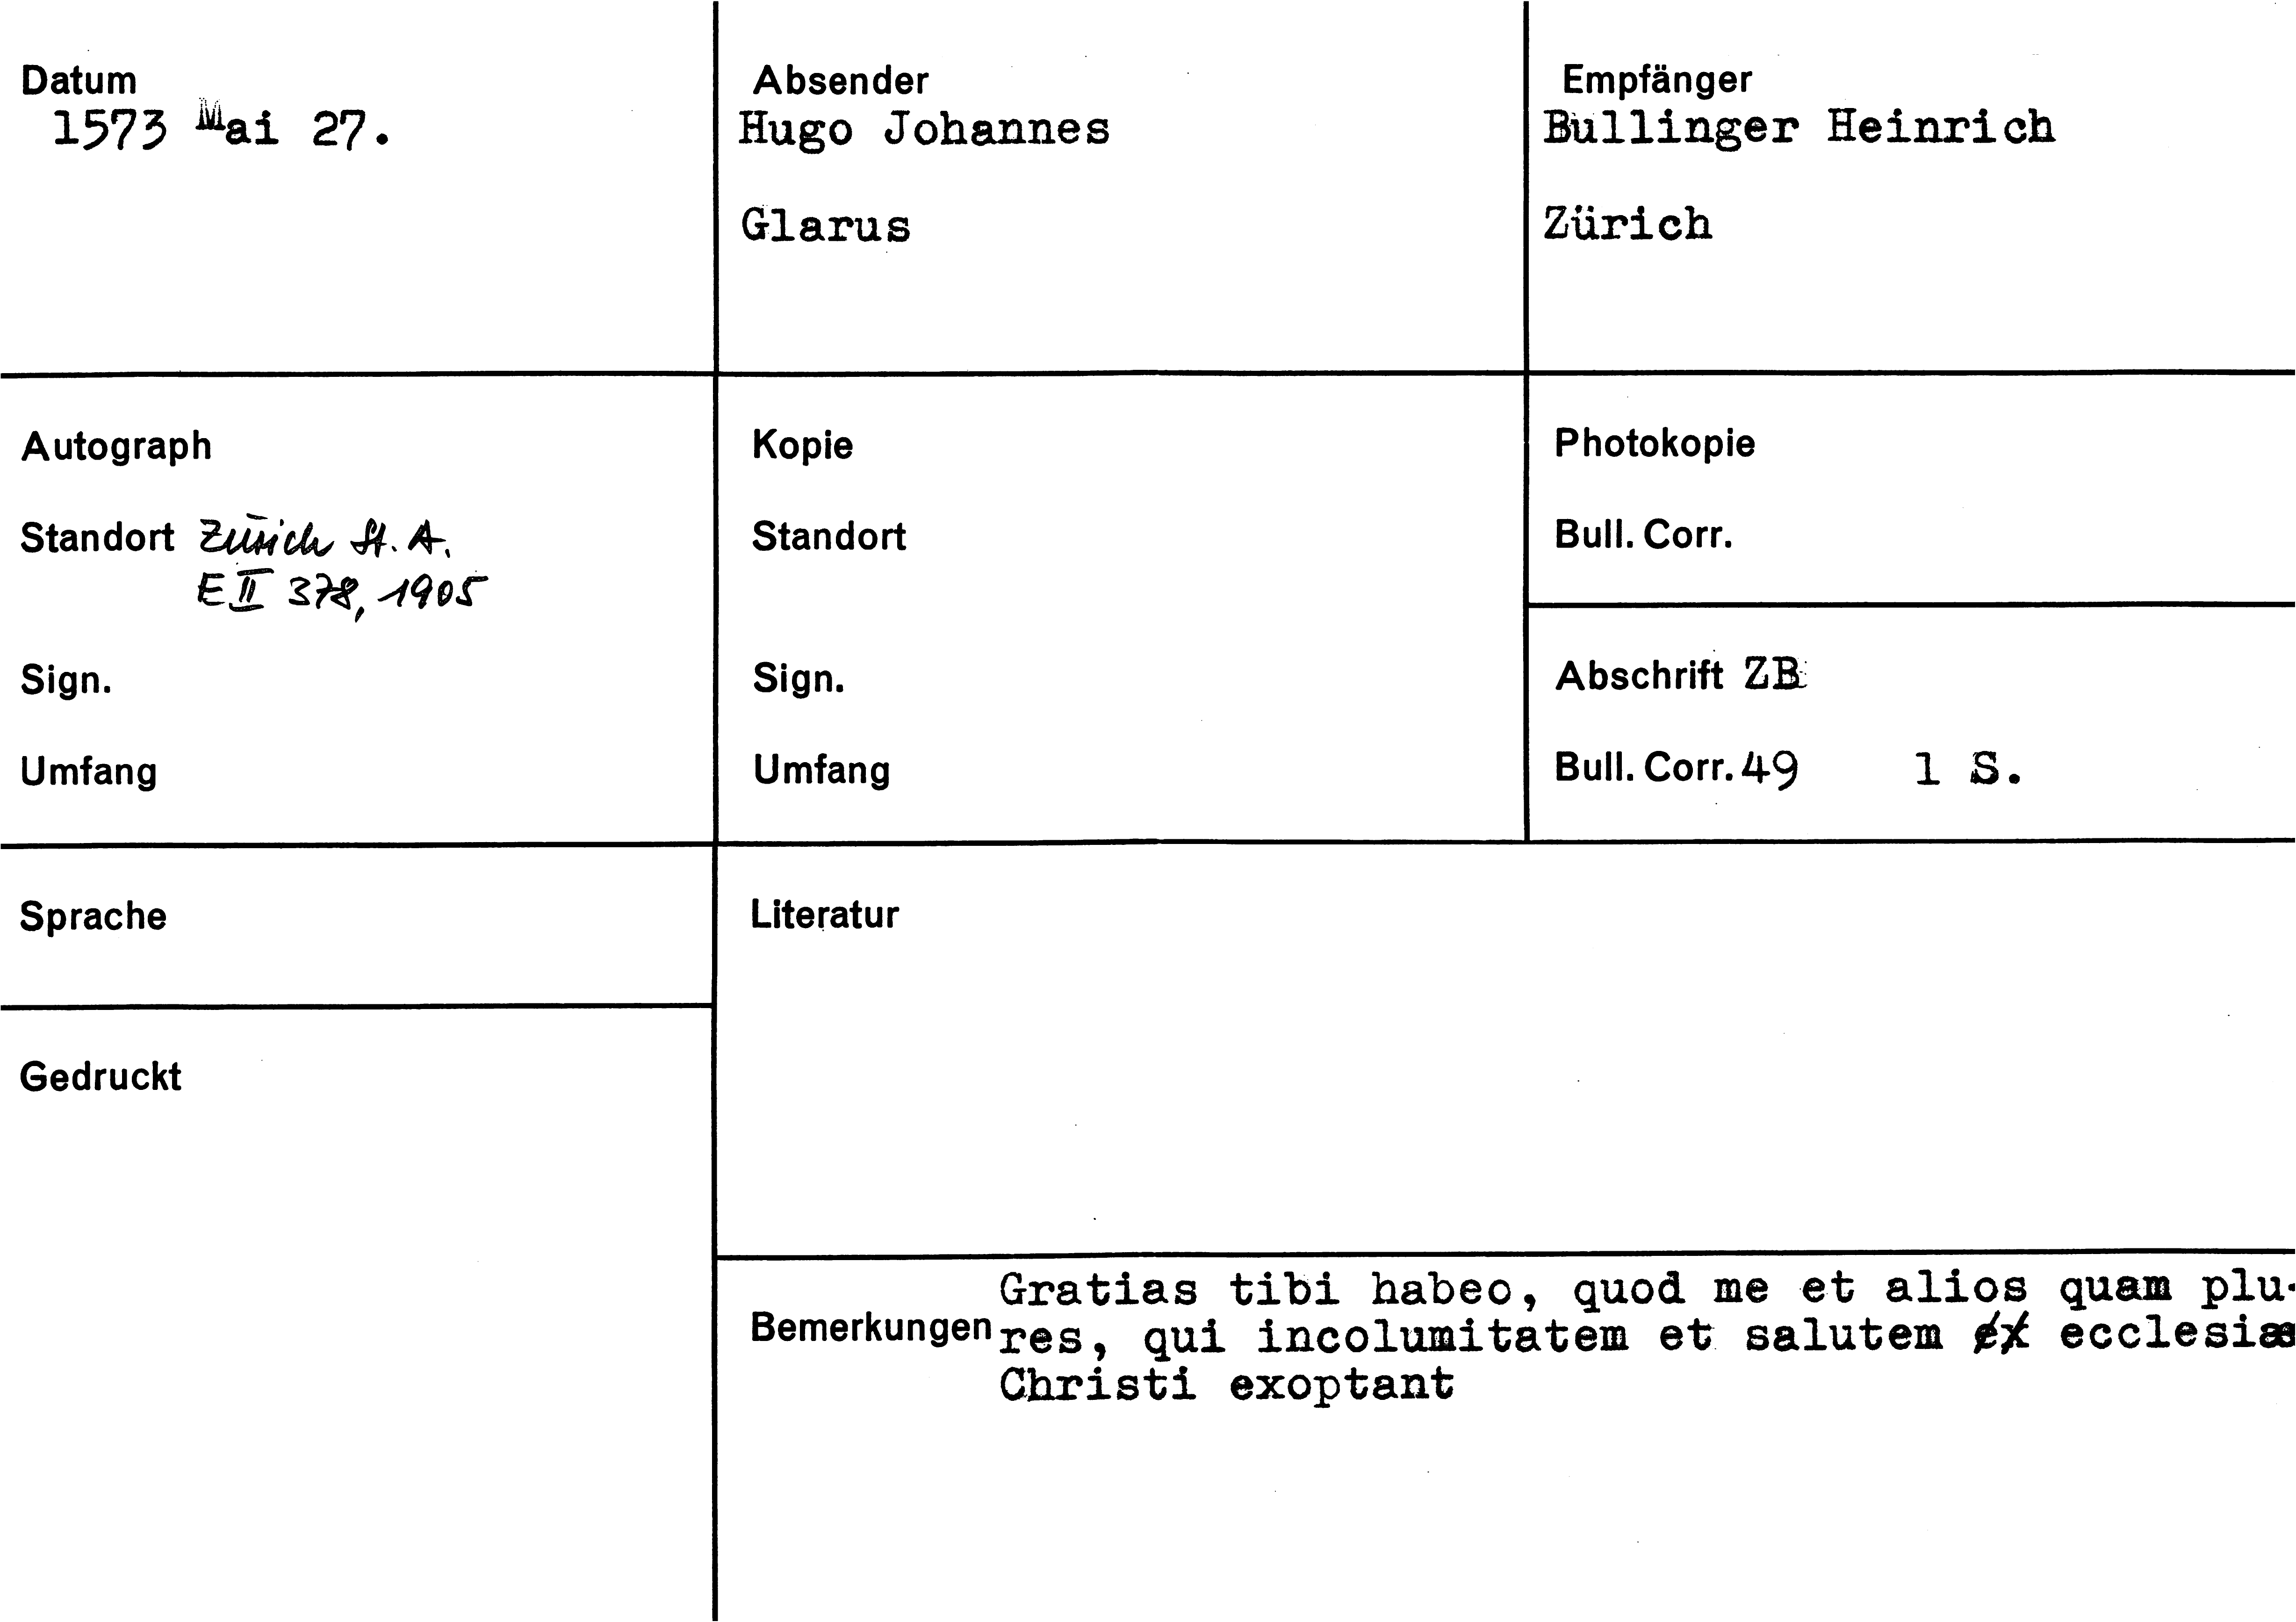 Datum
1573 Mai 27.
Absender
Hugo Johannes
Glarus
Empfänger
Bullinger Heinrich
Zürich
Autograph
Standort Zürich St. A.
E II 378, 1905
Sign.
Umfang
Kopie
Standort
Sign.
Umfang
Photokopie
Bull. Corr.
Abschrift ZB
Bull. Corr. 49 1 S.
Sprache
Gedruckt
Literatur
Bemerkungen
Gratias tibi habeo, quod me et alios quam plu-
res, qui incolumitatem et salutem ex ecclesiae
Christi exoptant